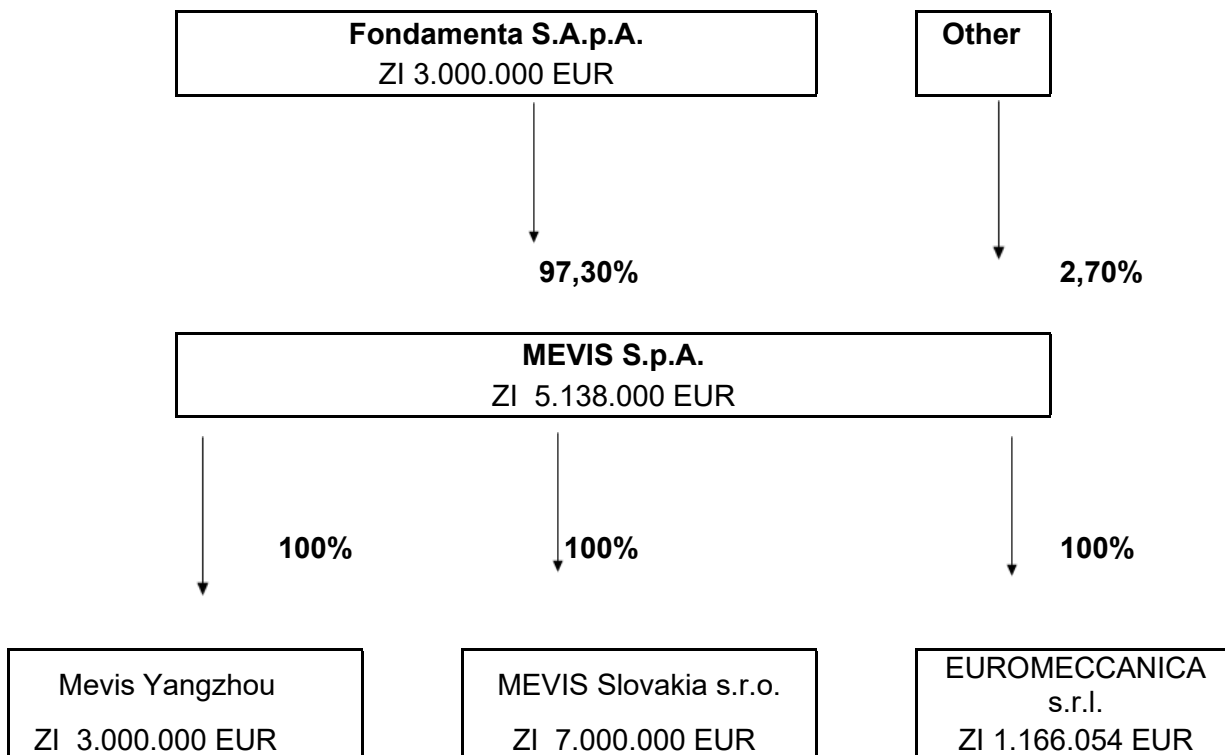 Fondamenta S.A.p.A.
ZI 3.000.000 EUR
Other
97,30%
2,70%
MEVIS S.p.A.
ZI 5.138.000 EUR
100%
100%
100%
Mevis Yangzhou
ZI 3.000.000 EUR
MEVIS Slovakia s.r.o.
ZI 7.000.000 EUR
EUROMECCANICA
s.r.l.
ZI 1.166.054 EUR